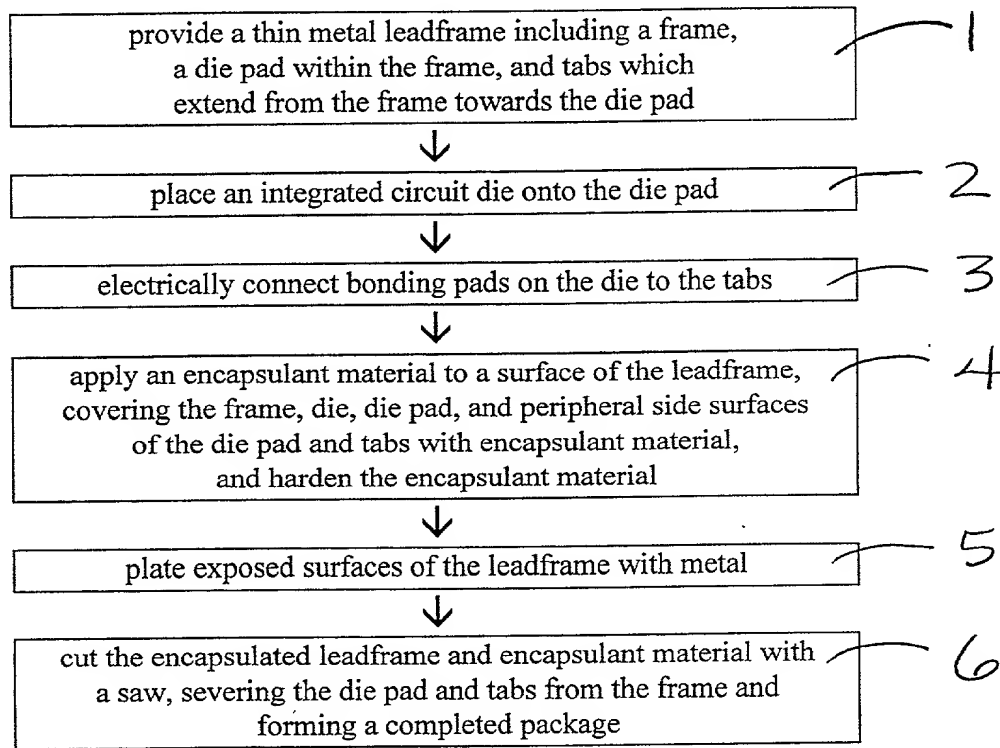 provide a thin metal leadframe including a frame,
a die pad within the frame, and tabs which
extend from the frame towards the die pad
1
place an integrated circuit die onto the die pad
2
electrically connect bonding pads on the die to the tabs
3
apply an encapsulant material to a surface of the leadframe,
covering the frame, die, die pad, and peripheral side surfaces
of the die pad and tabs with encapsulant material,
and harden the encapsulant material
4
plate exposed surfaces of the leadframe with metal
5
cut the encapsulated leadframe and encapsulant material with
a saw, severing the die pad and tabs from the frame and
forming a completed package
6